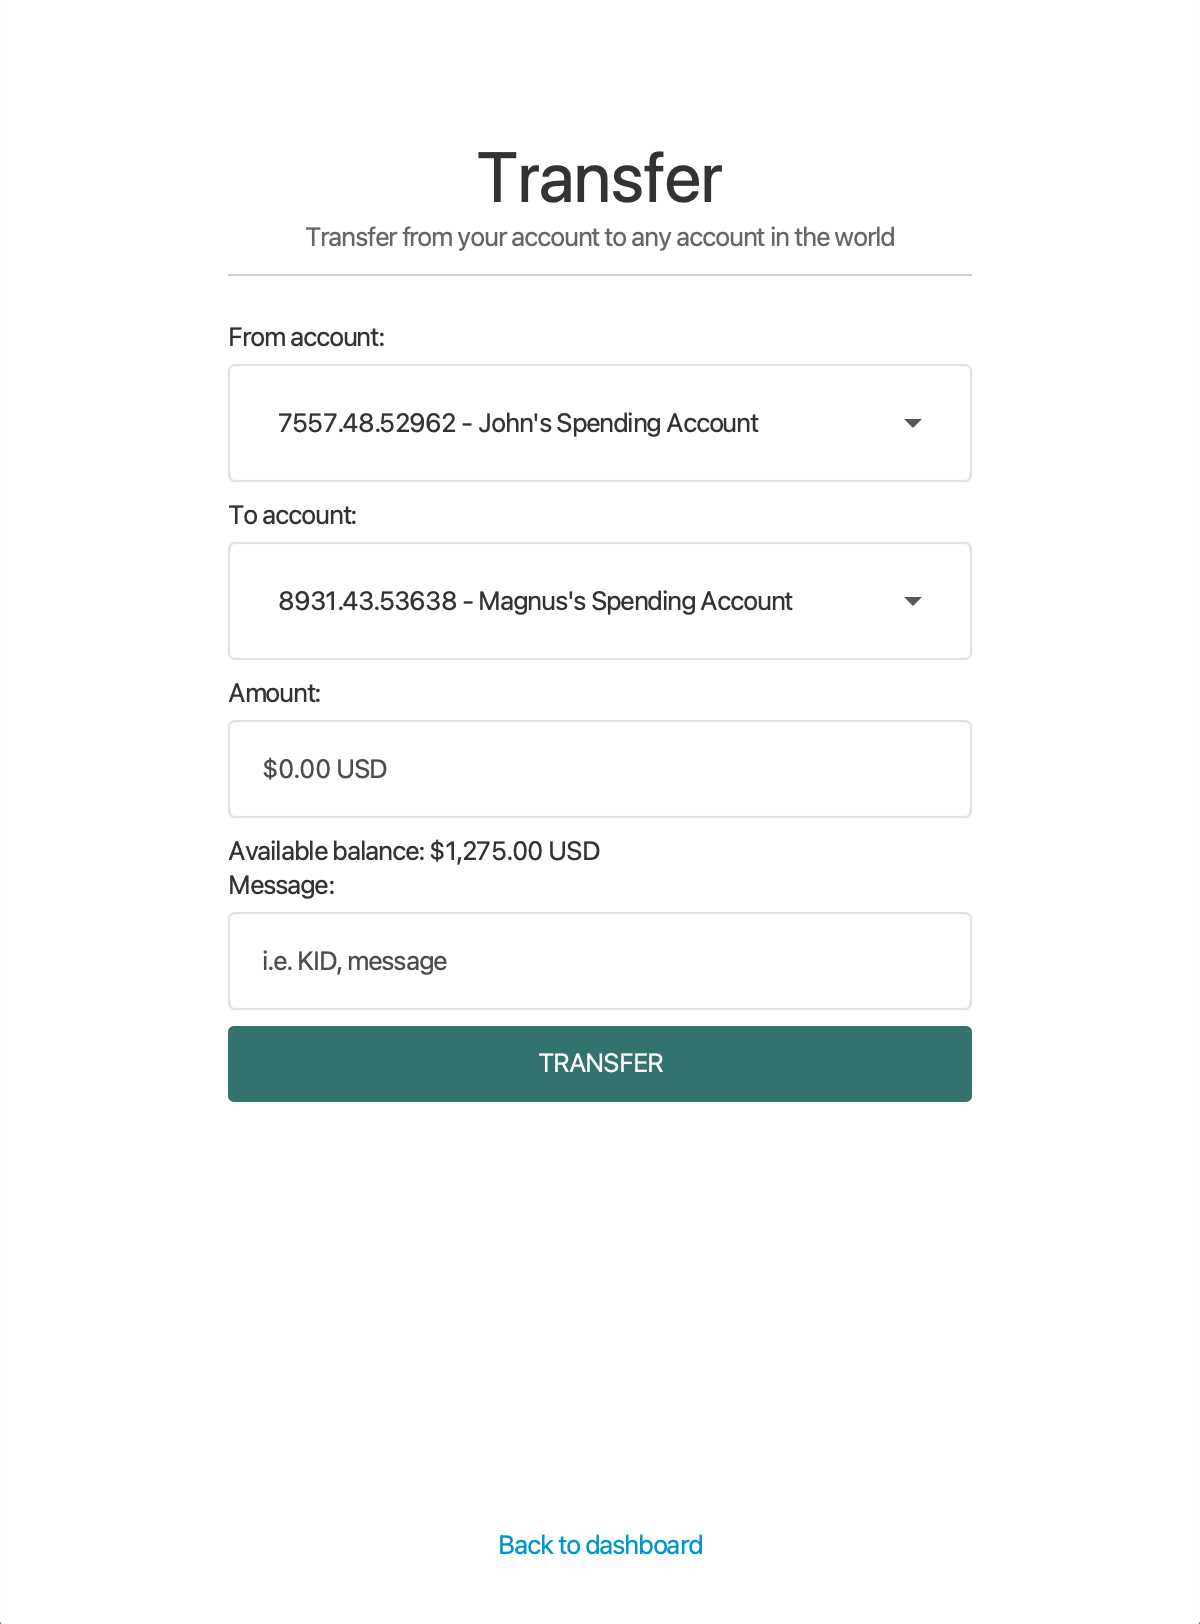 Transfer
Transfer from your account to any account in the world
From account:
7557.48.52962 - John's Spending Account
To account:
8931.43.53638 - Magnus's Spending Account
Amount:
$0.00 USD
Available balance: $1,275.00 USD
Message:
i.e. KID, message
TRANSFER
Back to dashboard